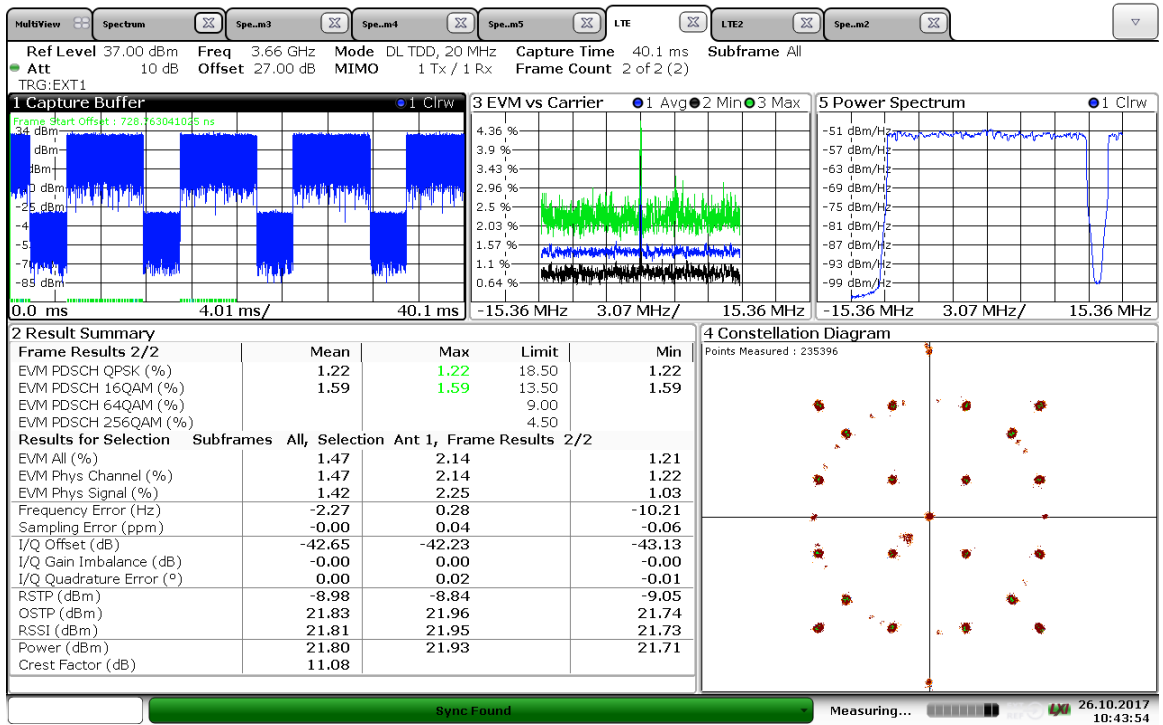 MultiView Spectrum Spe..m3 Spe..m4 Spe..m5 LTE LTE2 Spe..m2
Ref Level 37.00 dBm Freq 3.66 GHz Mode DL TDD, 20 MHz Capture Time 40.1 ms Subframe All
Att 10 dB Offset 27.00 dB MIMO 1 Tx / 1 Rx Frame Count 2 of 2 (2)
TRG:EXT1
1 Capture Buffer 1 Clrw
Frame Start Offset : 728.763041025 ns
34 dBm
dBm
dBm
dBm
-25 dBm
-85 dBm
0.0 ms 4.01 ms/ 40.1 ms
3 EVM vs Carrier 1 Avg 2 Min 3 Max
4.36 %
3.9 %
3.43 %
2.96 %
2.5 %
2.03 %
1.57 %
1.1 %
0.64 %
-15.36 MHz 3.07 MHz/ 15.36 MHz
5 Power Spectrum 1 Clrw
-51 dBm/Hz
-57 dBm/Hz
-63 dBm/Hz
-69 dBm/Hz
-75 dBm/Hz
-81 dBm/Hz
-87 dBm/Hz
-93 dBm/Hz
-99 dBm/Hz
-15.36 MHz 3.07 MHz/ 15.36 MHz
2 Result Summary
Frame Results 2/2 Mean Max Limit Min
EVM PDSCH QPSK (%) 1.22 1.22 18.50 1.22
EVM PDSCH 16QAM (%) 1.59 1.59 13.50 1.59
EVM PDSCH 64QAM (%) 9.00
EVM PDSCH 256QAM (%) 4.50
Results for Selection Subframes All, Selection Ant 1, Frame Results 2/2
EVM All (%) 1.47 2.14 1.21
EVM Phys Channel (%) 1.47 2.14 1.22
EVM Phys Signal (%) 1.42 2.25 1.03
Frequency Error (Hz) -2.27 0.28 -10.21
Sampling Error (ppm) -0.00 0.04 -0.06
I/Q Offset (dB) -42.65 -42.23 -43.13
I/Q Gain Imbalance (dB) -0.00 0.00 -0.00
I/Q Quadrature Error (°) 0.00 0.02 -0.01
RSTP (dBm) -8.98 -8.84 -9.05
OSTP (dBm) 21.83 21.96 21.74
RSSI (dBm) 21.81 21.95 21.73
Power (dBm) 21.80 21.93 21.71
Crest Factor (dB) 11.08
4 Constellation Diagram
Points Measured : 235396
Sync Found
Measuring...
LXI
26.10.2017
10:43:54